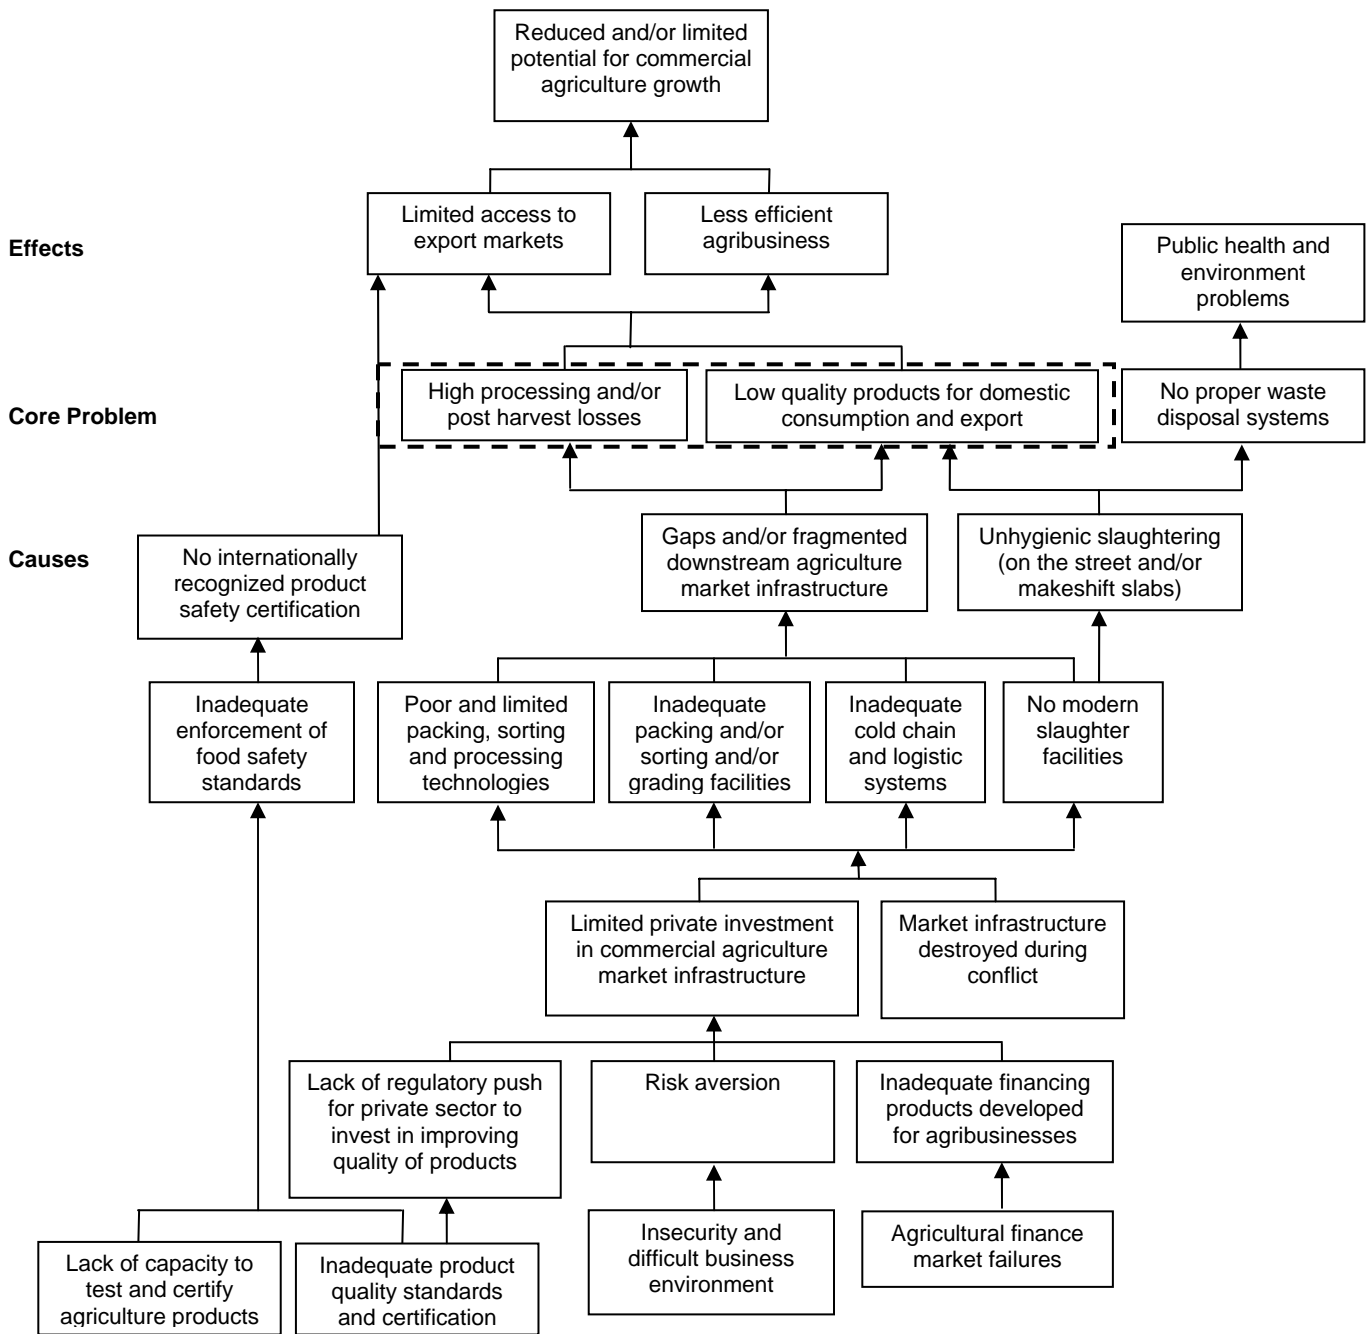 Reduced and/or limited
potential for commercial
agriculture growth
Effects
Limited access to
export markets
Less efficient
agribusiness
Public health and
environment
problems
Core Problem
High processing and/or
post harvest losses
Low quality products for domestic
consumption and export
No proper waste
disposal systems
Causes
No internationally
recognized product
safety certification
Gaps and/or fragmented
downstream agriculture
market infrastructure
Unhygienic slaughtering
(on the street and/or
makeshift slabs)
Inadequate
enforcement of
food safety
standards
Poor and limited
packing, sorting
and processing
technologies
Inadequate
packing and/or
sorting and/or
grading facilities
Inadequate
cold chain
and logistic
systems
No modern
slaughter
facilities
Limited private investment
in commercial agriculture
market infrastructure
Market infrastructure
destroyed during
conflict
Lack of regulatory push
for private sector to
invest in improving
quality of products
Risk aversion
Inadequate financing
products developed
for agribusinesses
Lack of capacity to
test and certify
agriculture products
Inadequate product
quality standards
and certification
Insecurity and
difficult business
environment
Agricultural finance
market failures